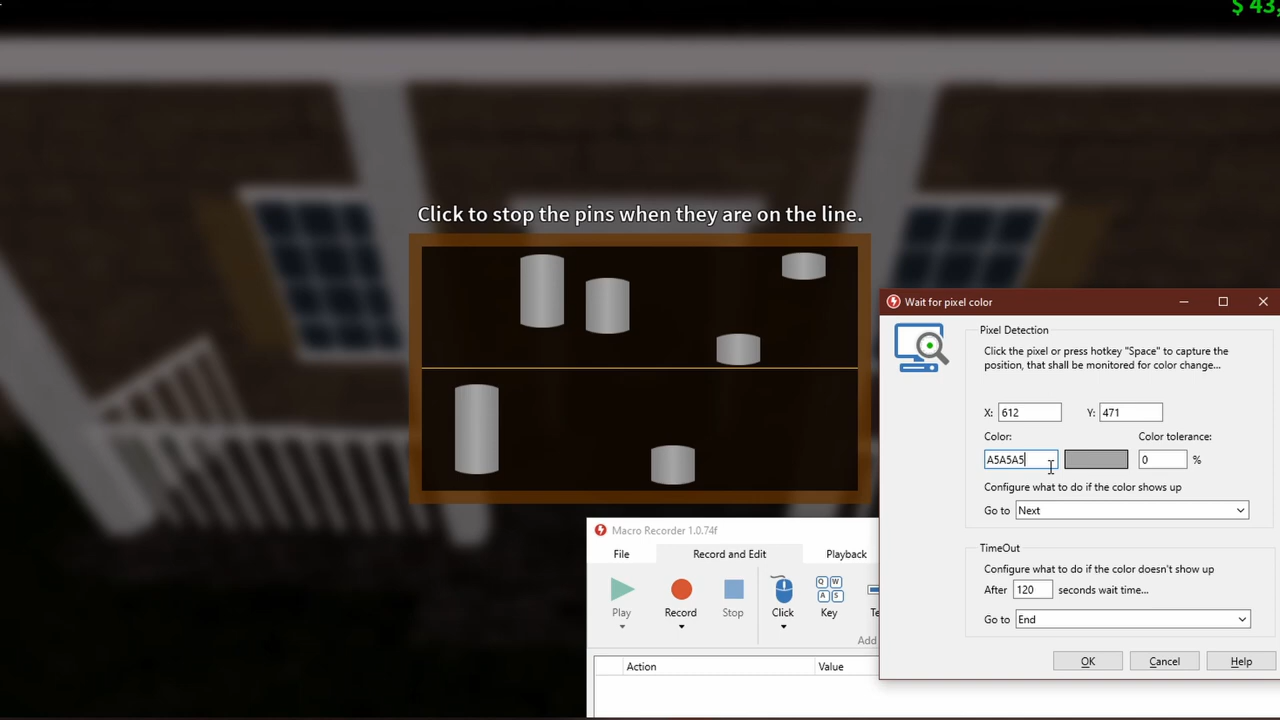 $ 43,
Click to stop the pins when they are on the line.
Wait for pixel color
Pixel Detection
Click the pixel or press hotkey "Space" to capture the
position, that shall be monitored for color change...
X: 612 Y: 471
Color: Color tolerance:
A5A5A5 0 %
Configure what to do if the color shows up
Go to Next
TimeOut
Configure what to do if the color doesn't show up
After 120 seconds wait time...
Go to End
OK Cancel Help
Macro Recorder 1.0.74f
File Record and Edit Playback
Q W
A S
Play Record Stop Click Key Te
Add
Action Value